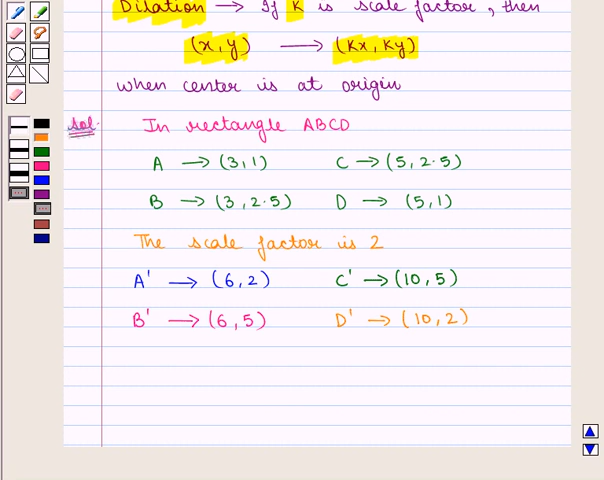 Dilation → If K is scale factor, then
(x, y) → (Kx, Ky)
when center is at origin
Sol. In rectangle ABCD
A → (3, 1) C → (5, 2.5)
B → (3, 2.5) D → (5, 1)
The scale factor is 2
A' → (6, 2) C' → (10, 5)
B' → (6, 5) D' → (10, 2)